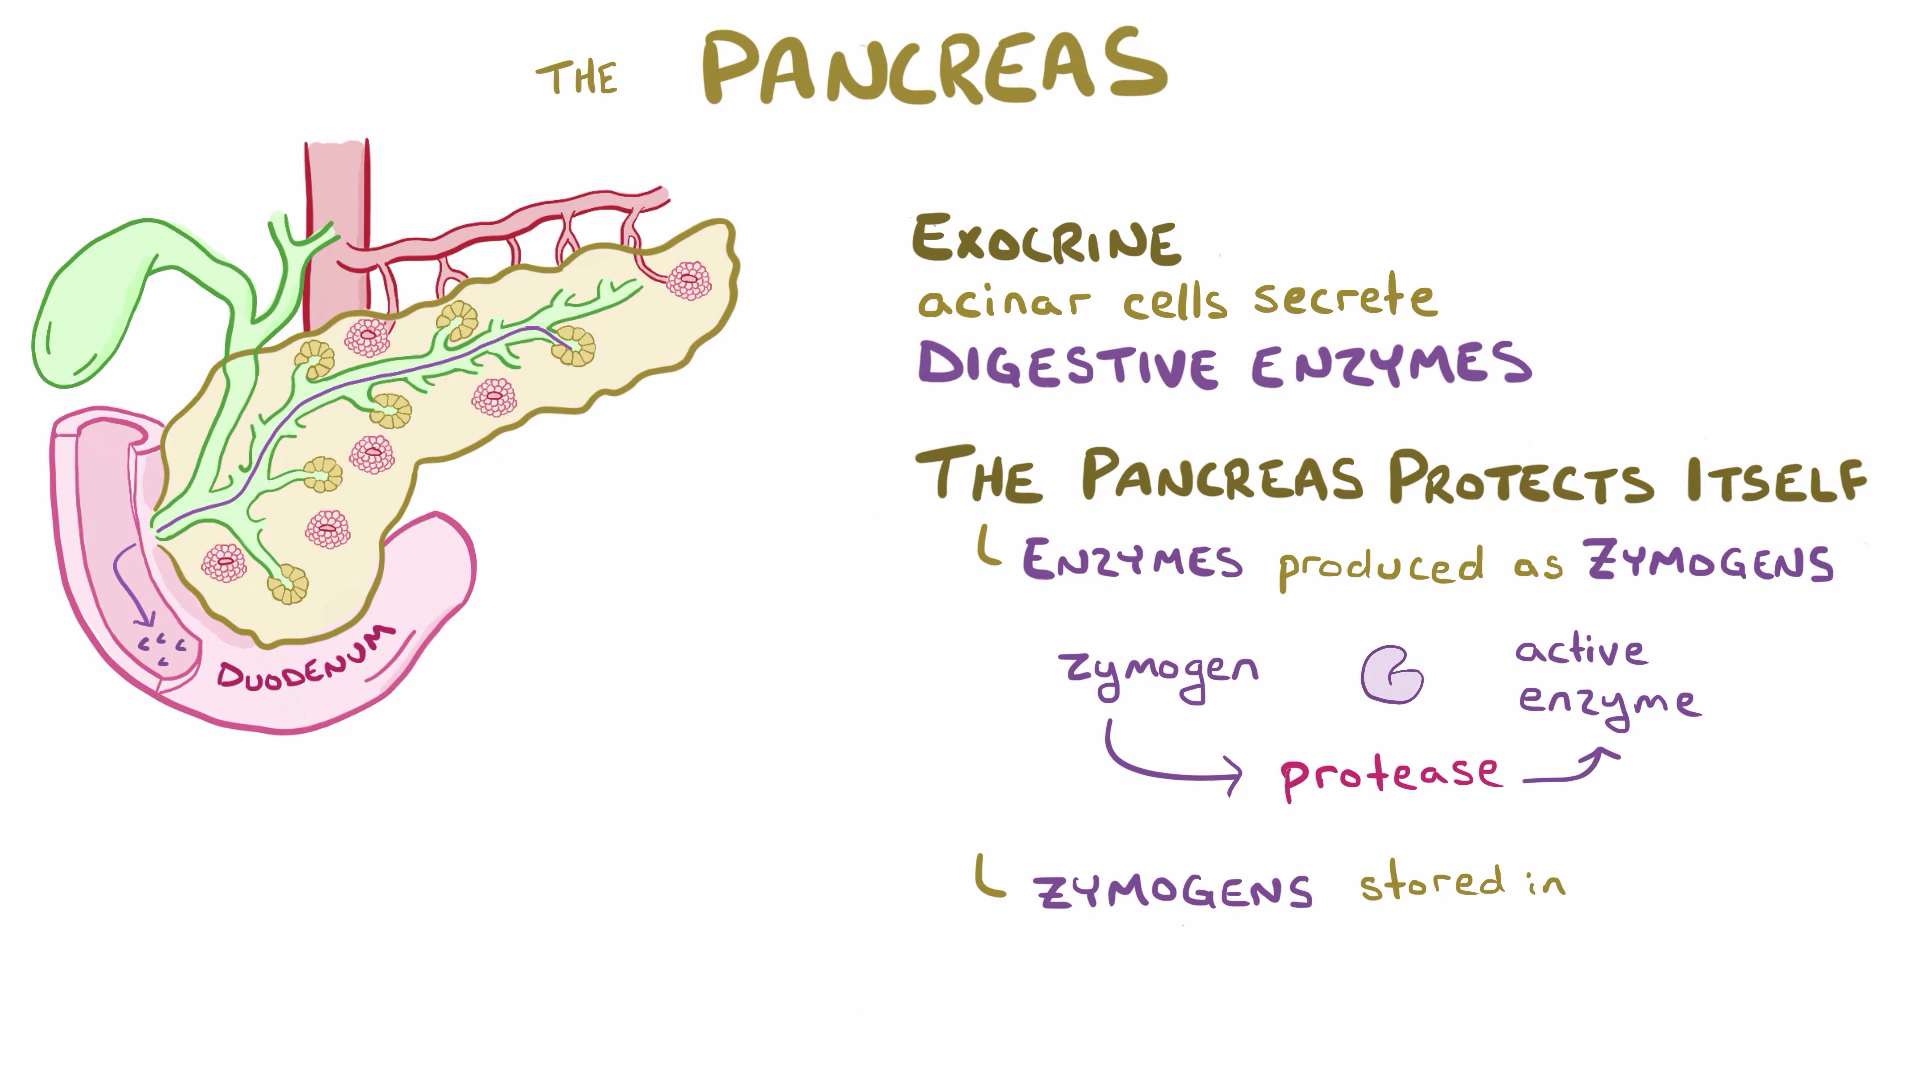 THE PANCREAS
EXOCRINE
acinar cells secrete
DIGESTIVE ENZYMES
THE PANCREAS PROTECTS ITSELF
ENZYMES produced as ZYMOGENS
zymogen
active
enzyme
protease
ZYMOGENS stored in
DUODENUM